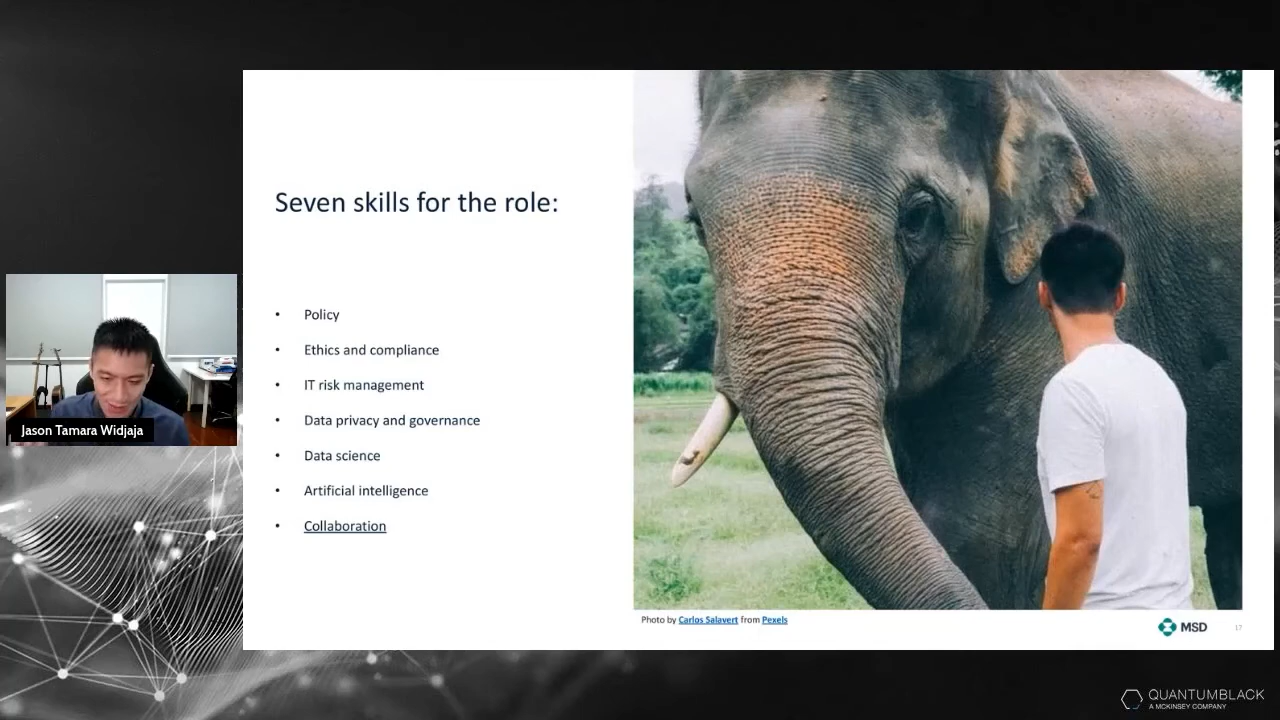 Seven skills for the role:
• Policy
• Ethics and compliance
• IT risk management
• Data privacy and governance
• Data science
• Artificial intelligence
• Collaboration
Jason Tamara Widjaja
Photo by Carlos Salavert from Pexels
MSD
17
QUANTUMBLACK
A MCKINSEY COMPANY